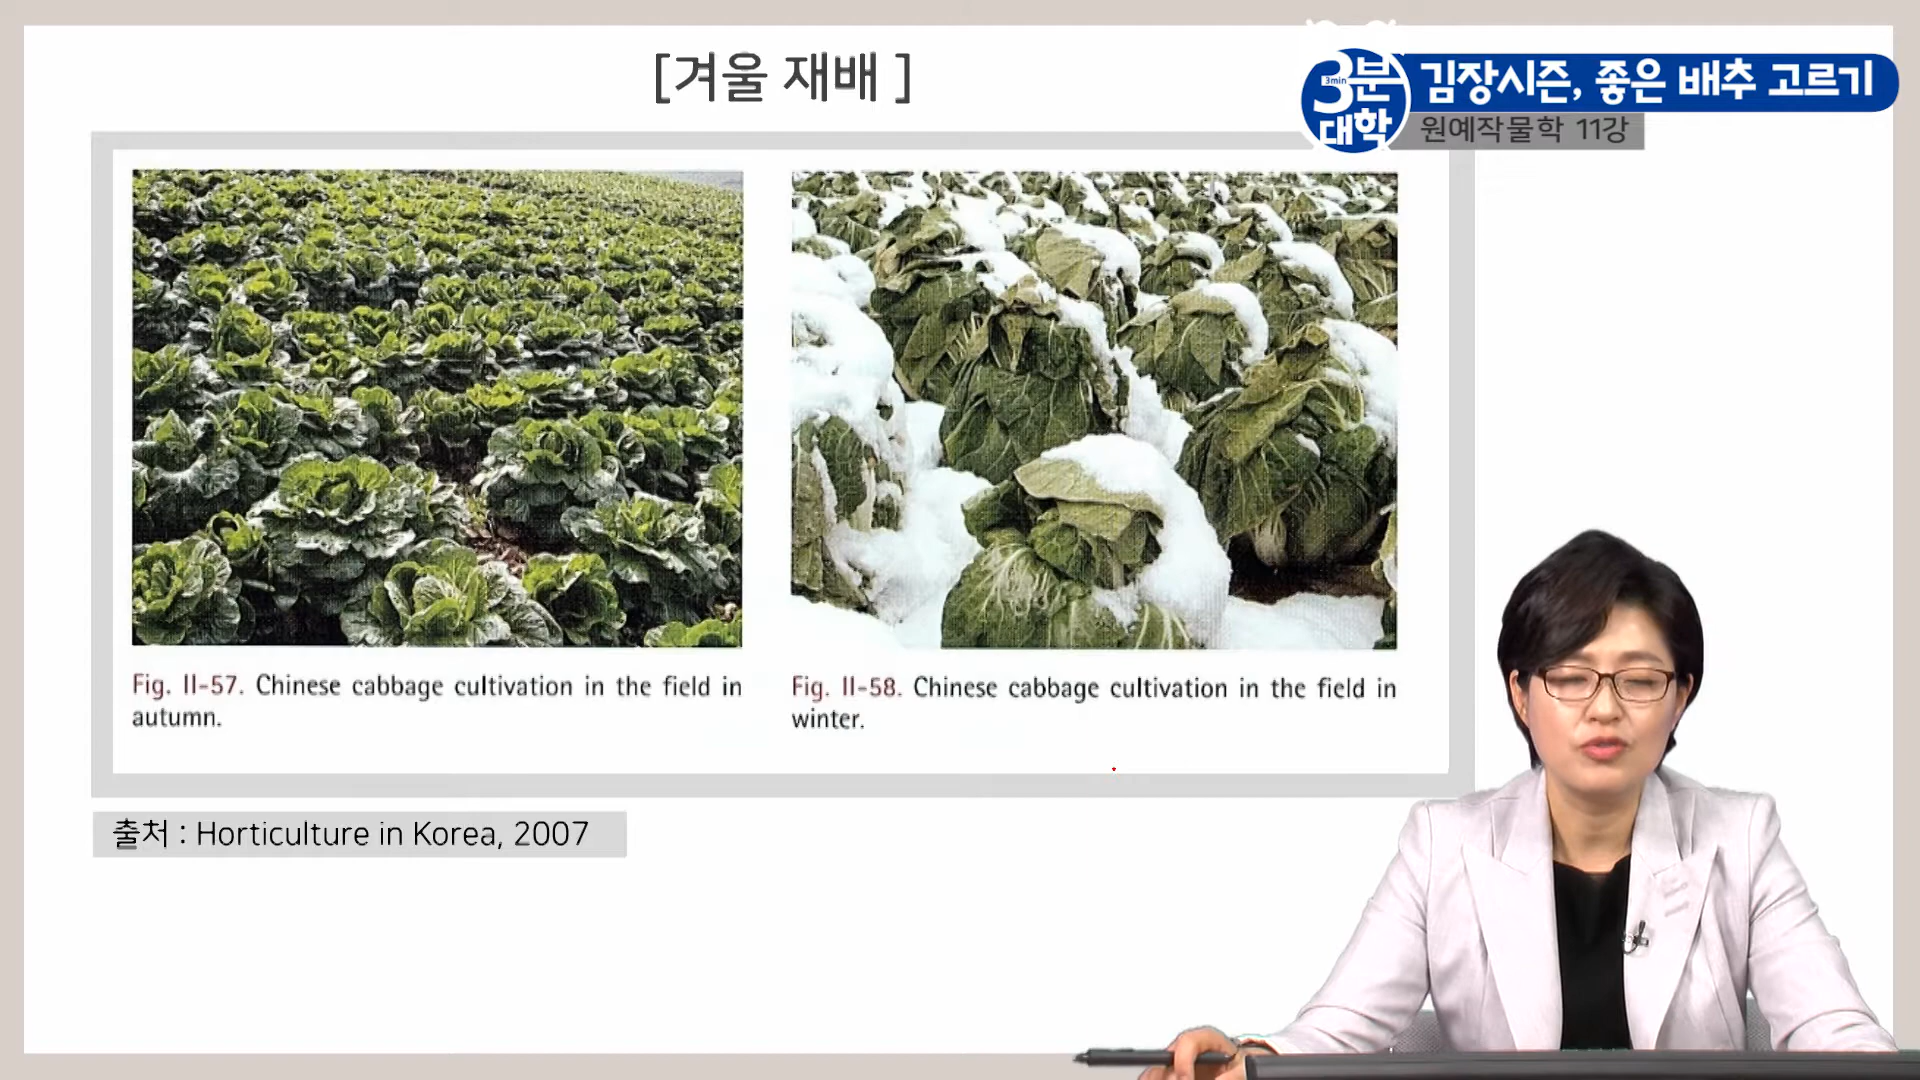 [겨울 재배 ]
3분
3min
대학
김장시즌, 좋은 배추 고르기
원예작물학 11강
Fig. II-57. Chinese cabbage cultivation in the field in
autumn.
Fig. II-58. Chinese cabbage cultivation in the field in
winter.
출처 : Horticulture in Korea, 2007